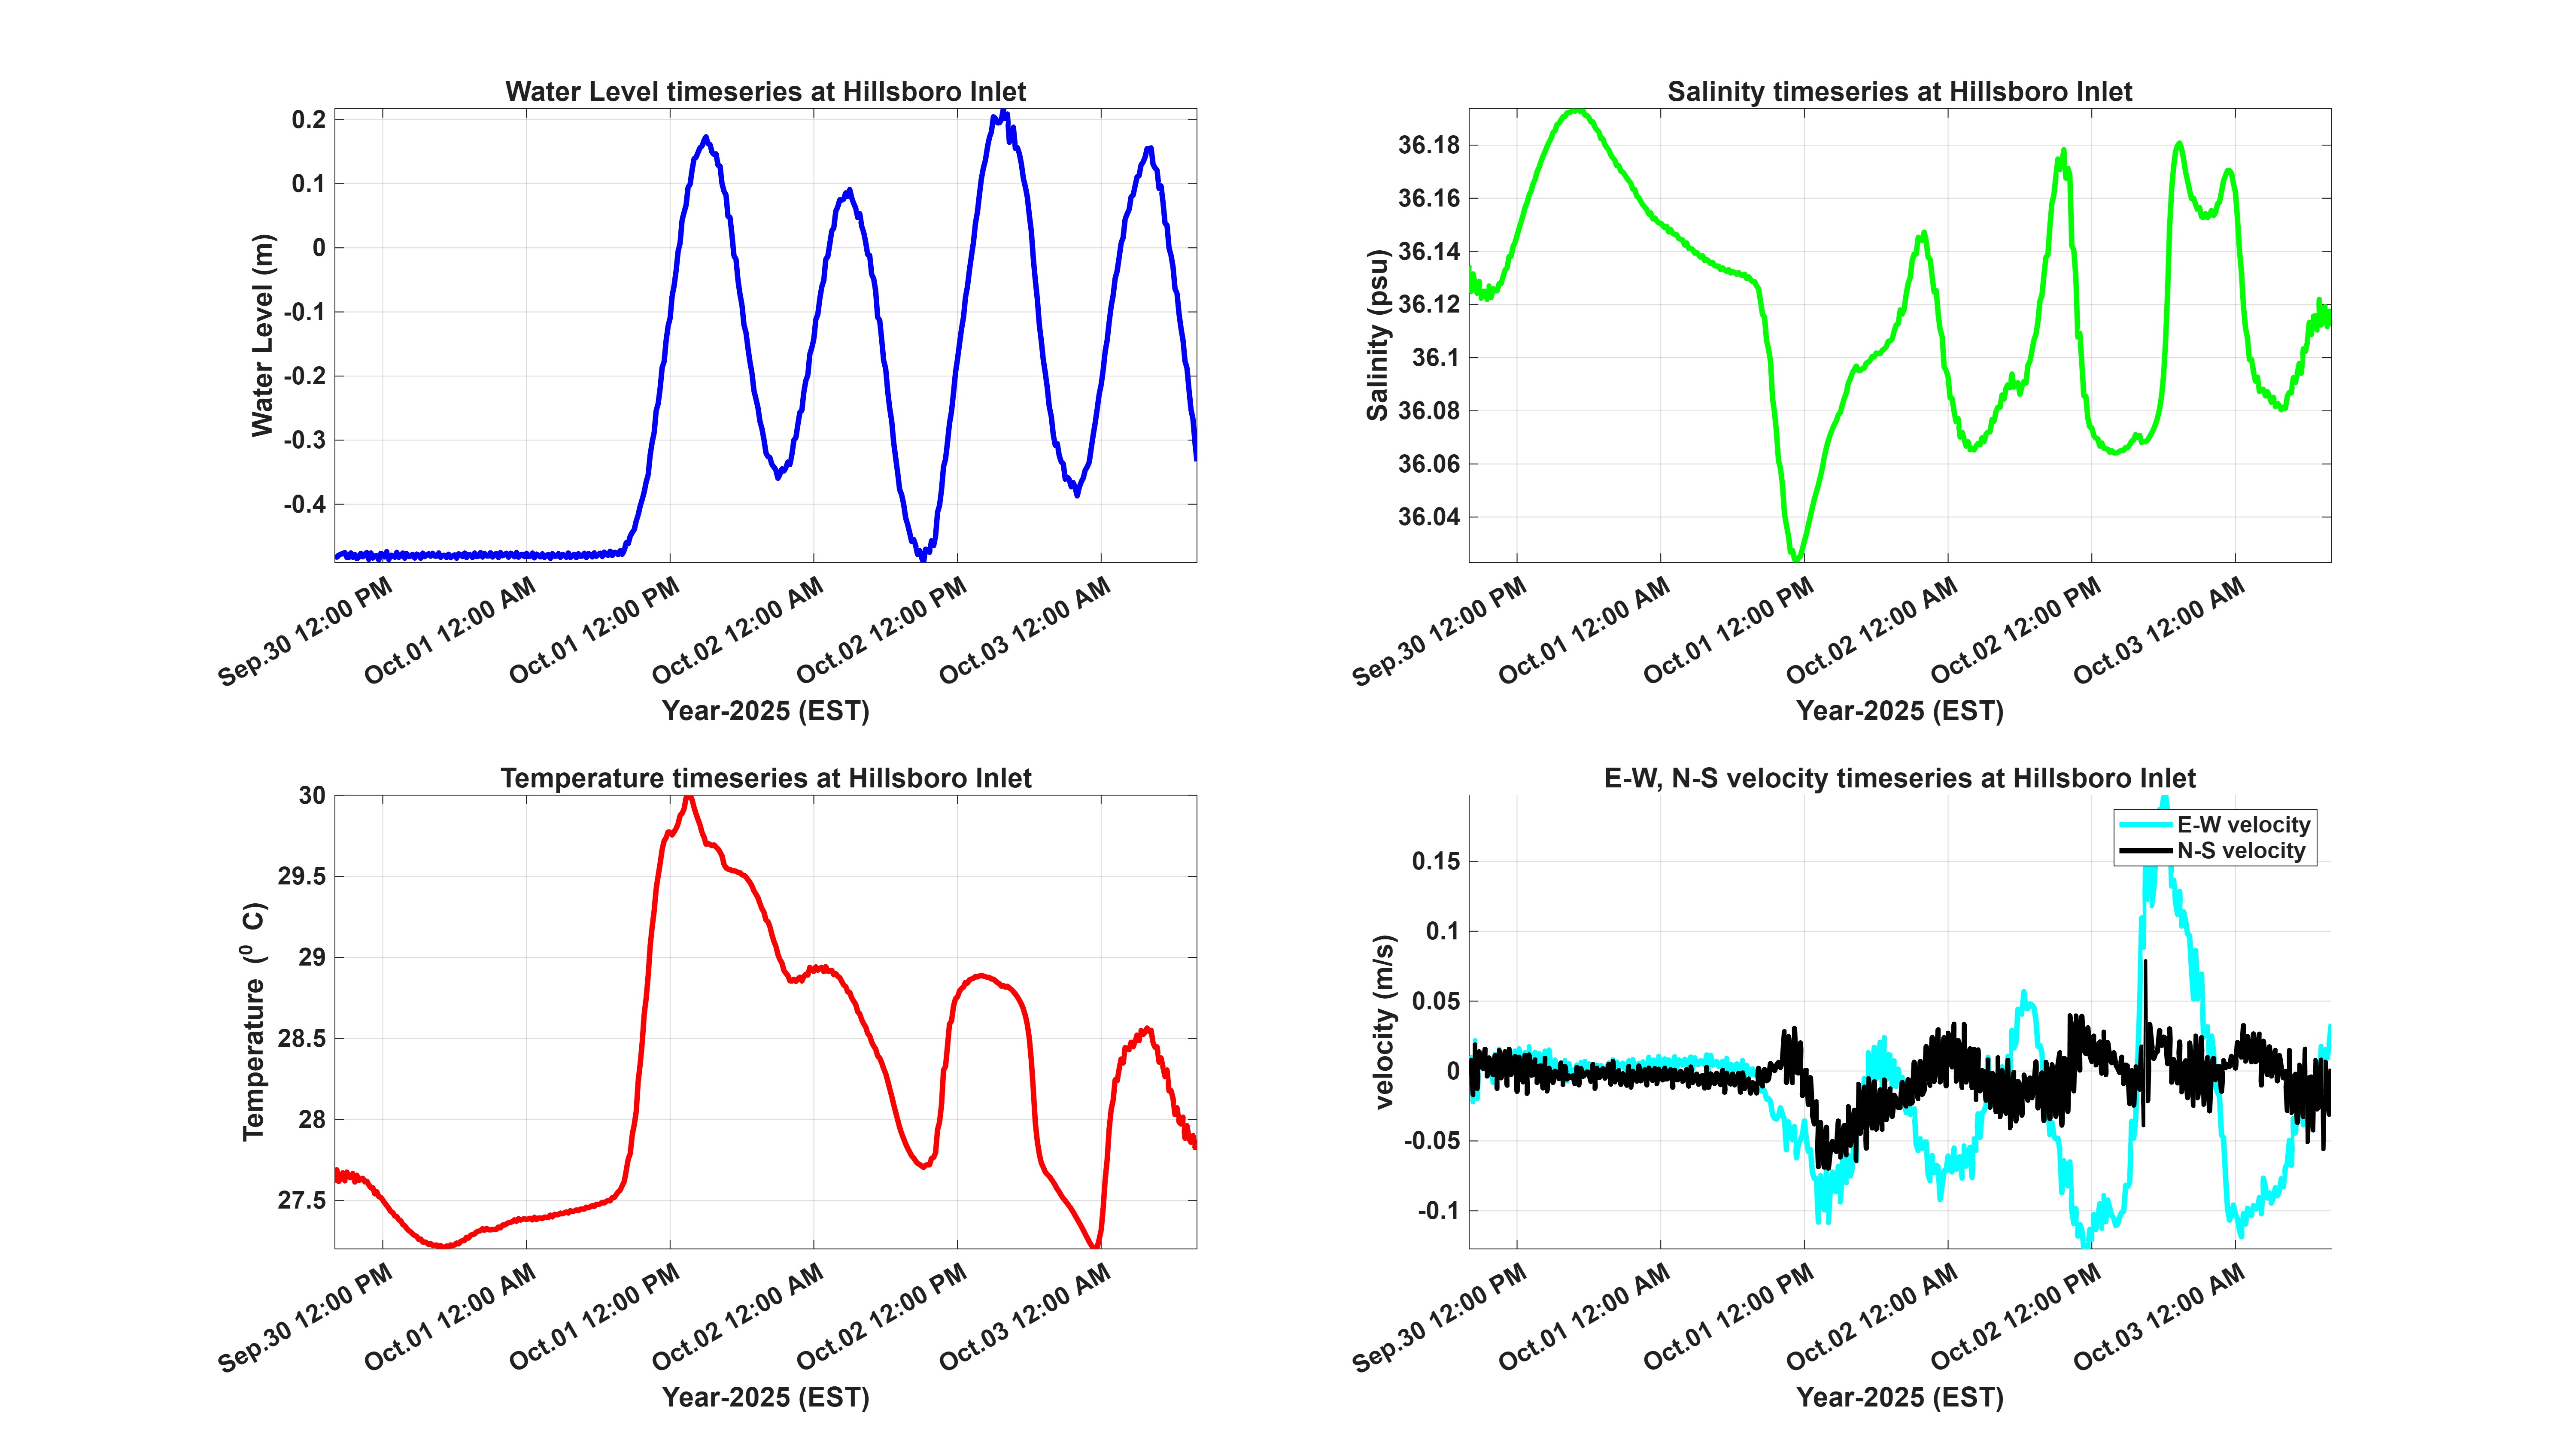 Water Level timeseries at Hillsboro Inlet
Water Level (m)
0.2
0.1
0
-0.1
-0.2
-0.3
-0.4
Sep.30 12:00 PM
Oct.01 12:00 AM
Oct.01 12:00 PM
Oct.02 12:00 AM
Oct.02 12:00 PM
Oct.03 12:00 AM
Year-2025 (EST)
Salinity timeseries at Hillsboro Inlet
Salinity (psu)
36.18
36.16
36.14
36.12
36.1
36.08
36.06
36.04
Sep.30 12:00 PM
Oct.01 12:00 AM
Oct.01 12:00 PM
Oct.02 12:00 AM
Oct.02 12:00 PM
Oct.03 12:00 AM
Year-2025 (EST)
Temperature timeseries at Hillsboro Inlet
Temperature (⁰ C)
30
29.5
29
28.5
28
27.5
Sep.30 12:00 PM
Oct.01 12:00 AM
Oct.01 12:00 PM
Oct.02 12:00 AM
Oct.02 12:00 PM
Oct.03 12:00 AM
Year-2025 (EST)
E-W, N-S velocity timeseries at Hillsboro Inlet
velocity (m/s)
0.15
0.1
0.05
0
-0.05
-0.1
E-W velocity
N-S velocity
Sep.30 12:00 PM
Oct.01 12:00 AM
Oct.01 12:00 PM
Oct.02 12:00 AM
Oct.02 12:00 PM
Oct.03 12:00 AM
Year-2025 (EST)